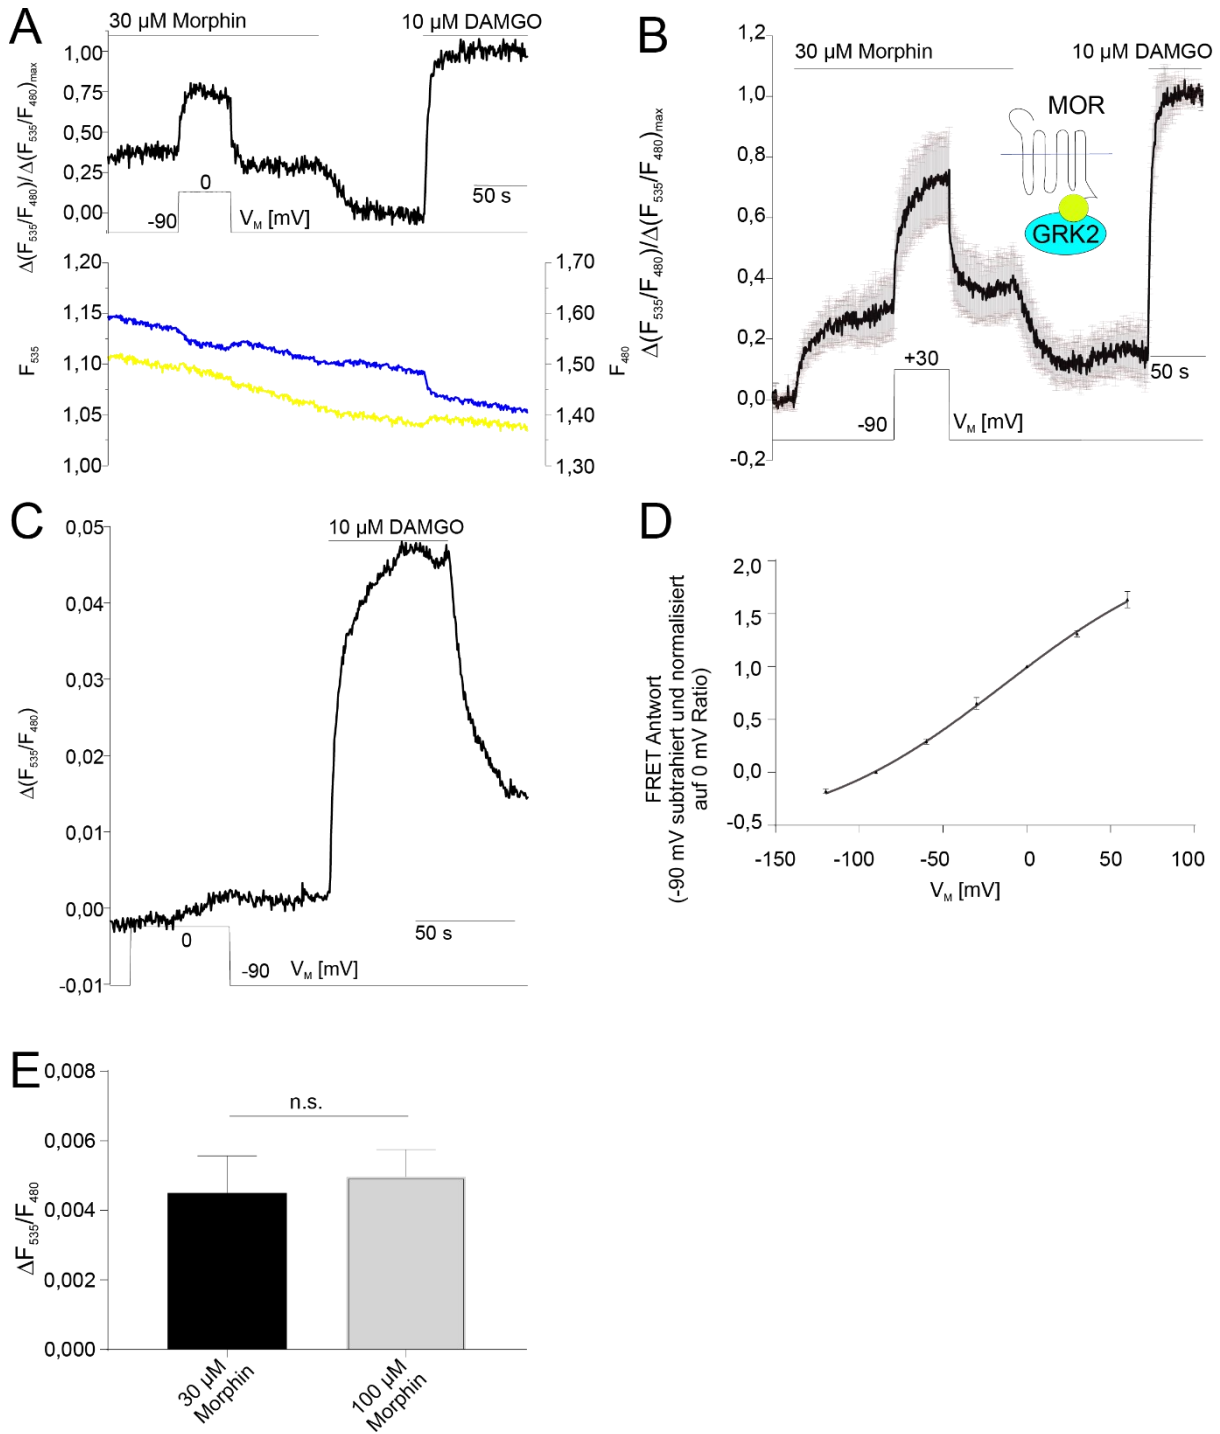 A
30 µM Morphin
10 µM DAMGO
Δ(F535/F480)/Δ(F535/F480)max
1,00
0,75
0,50
0,25
0,00
0
-90
VM [mV]
50 s
F535
1,20
1,15
1,10
1,05
1,00
1,70
1,60
1,50
1,40
1,30
F480
B
30 µM Morphin
10 µM DAMGO
Δ(F535/F480)/Δ(F535/F480)max
1,2
1,0
0,8
0,6
0,4
0,2
0,0
-0,2
MOR
GRK2
+30
-90
VM [mV]
50 s
C
10 µM DAMGO
Δ(F535/F480)
0,05
0,04
0,03
0,02
0,01
0,00
-0,01
0
-90
VM [mV]
50 s
D
FRET Antwort
(-90 mV subtrahiert und normalisiert
auf 0 mV Ratio)
2,0
1,5
1,0
0,5
0,0
-0,5
-150
-100
-50
0
50
100
VM [mV]
E
ΔF535/F480
0,008
0,006
0,004
0,002
0,000
n.s.
30 µM
Morphin
100 µM
Morphin